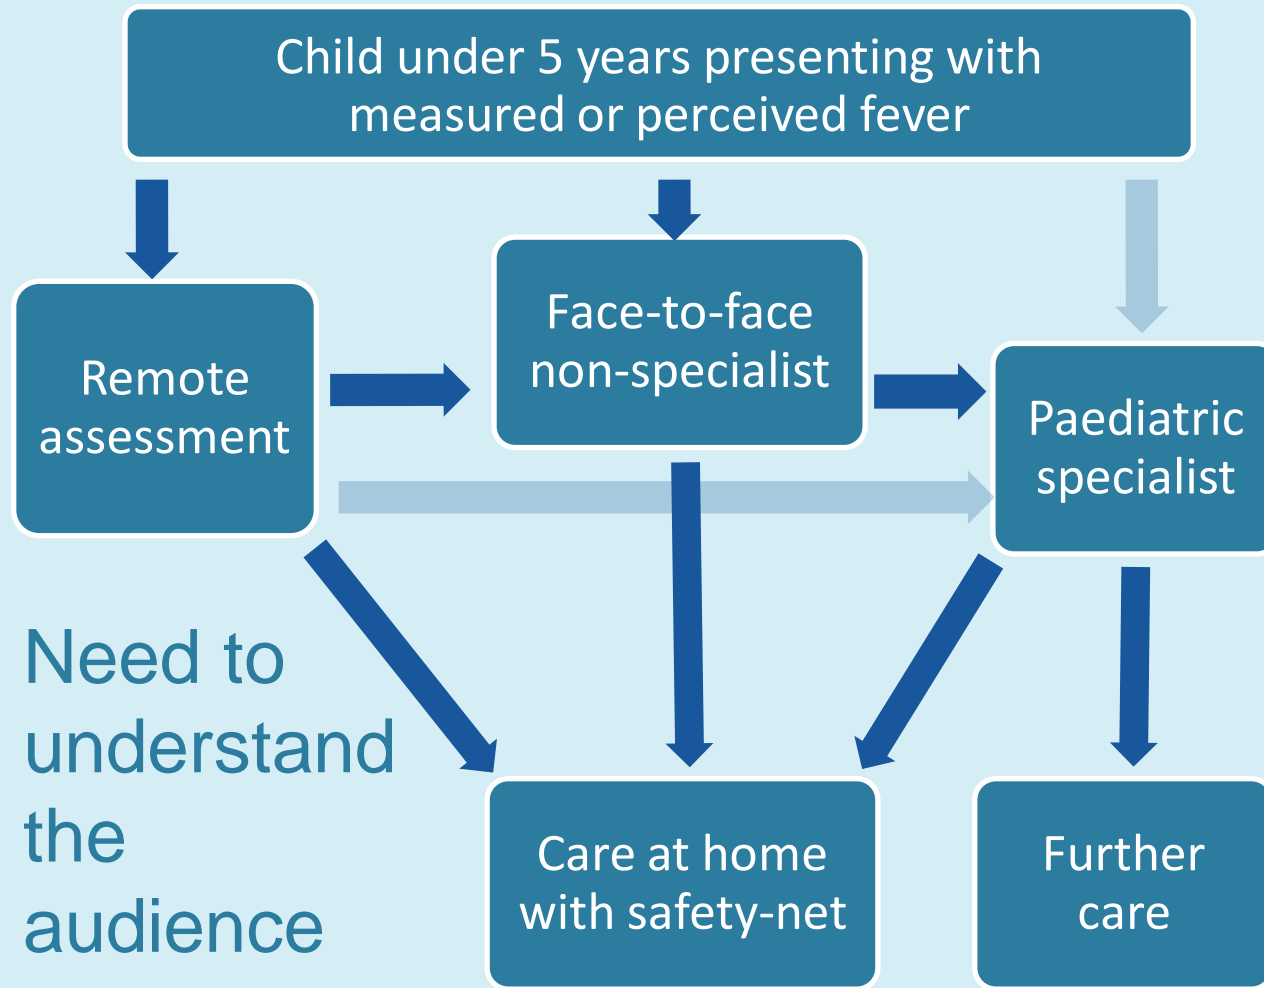 Child under 5 years presenting with
measured or perceived fever
Face-to-face
non-specialist
Remote
assessment
Paediatric
specialist
Need to
understand
the
audience
Care at home
with safety-net
Further
care